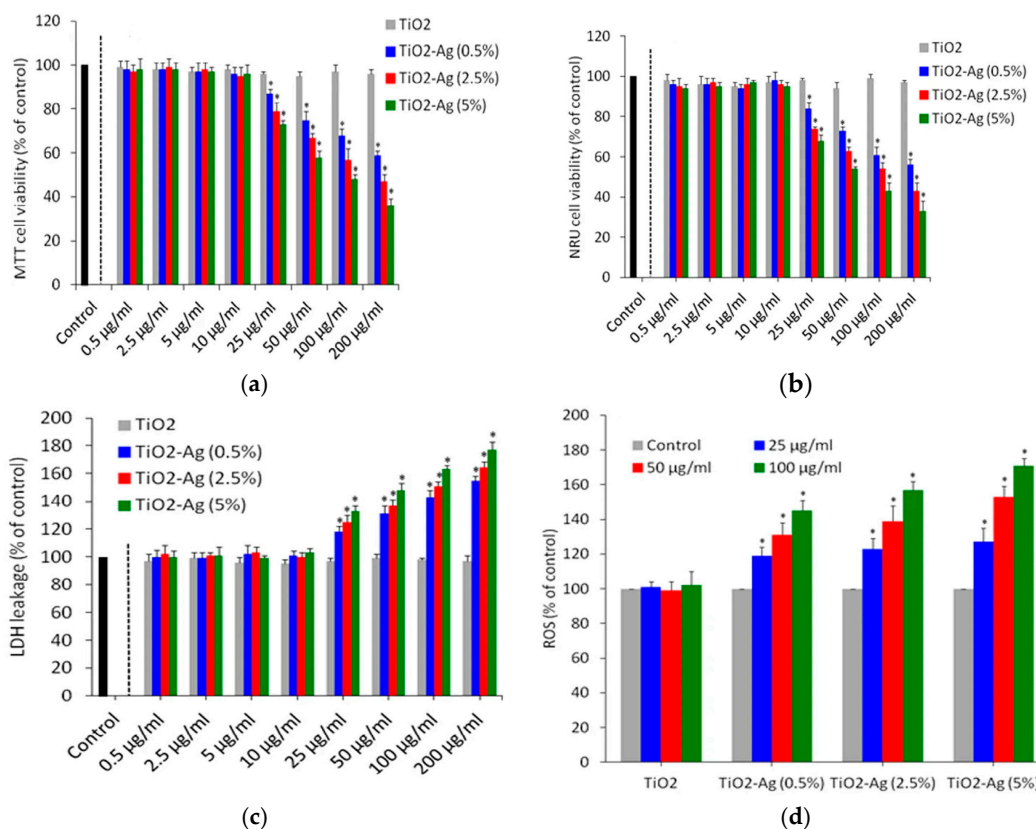 120
100
80
60
40
20
0
MTT cell viability (% of control)
TiO2
TiO2-Ag (0.5%)
TiO2-Ag (2.5%)
TiO2-Ag (5%)
* * * * * * * * * * * *
Control
0.5 µg/ml
2.5 µg/ml
5 µg/ml
10 µg/ml
25 µg/ml
50 µg/ml
100 µg/ml
200 µg/ml
(a)
120
100
80
60
40
20
0
NRU cell viability (% of control)
TiO2
TiO2-Ag (0.5%)
TiO2-Ag (2.5%)
TiO2-Ag (5%)
* * * * * * * * * * * *
Control
0.5 µg/ml
2.5 µg/ml
5 µg/ml
10 µg/ml
25 µg/ml
50 µg/ml
100 µg/ml
200 µg/ml
(b)
200
180
160
140
120
100
80
60
40
20
0
LDH leakage (% of control)
TiO2
TiO2-Ag (0.5%)
TiO2-Ag (2.5%)
TiO2-Ag (5%)
* * * * * * * * * * * *
Control
0.5 µg/ml
2.5 µg/ml
5 µg/ml
10 µg/ml
25 µg/ml
50 µg/ml
100 µg/ml
200 µg/ml
(c)
200
180
160
140
120
100
80
60
40
20
0
ROS (% of control)
Control
25 µg/ml
50 µg/ml
100 µg/ml
* * * * * * * * *
TiO2
TiO2-Ag (0.5%)
TiO2-Ag (2.5%)
TiO2-Ag (5%)
(d)